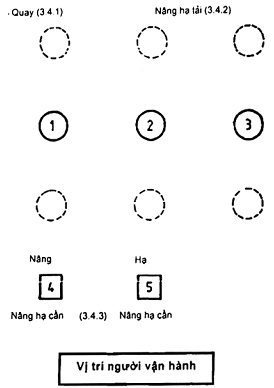 Quay (3.4.1) Nâng hạ tải (3.4.2)
1 2 3
Nâng Hạ
4 5
Nâng hạ cần (3.4.3) Nâng hạ cần
Vị trí người vận hành